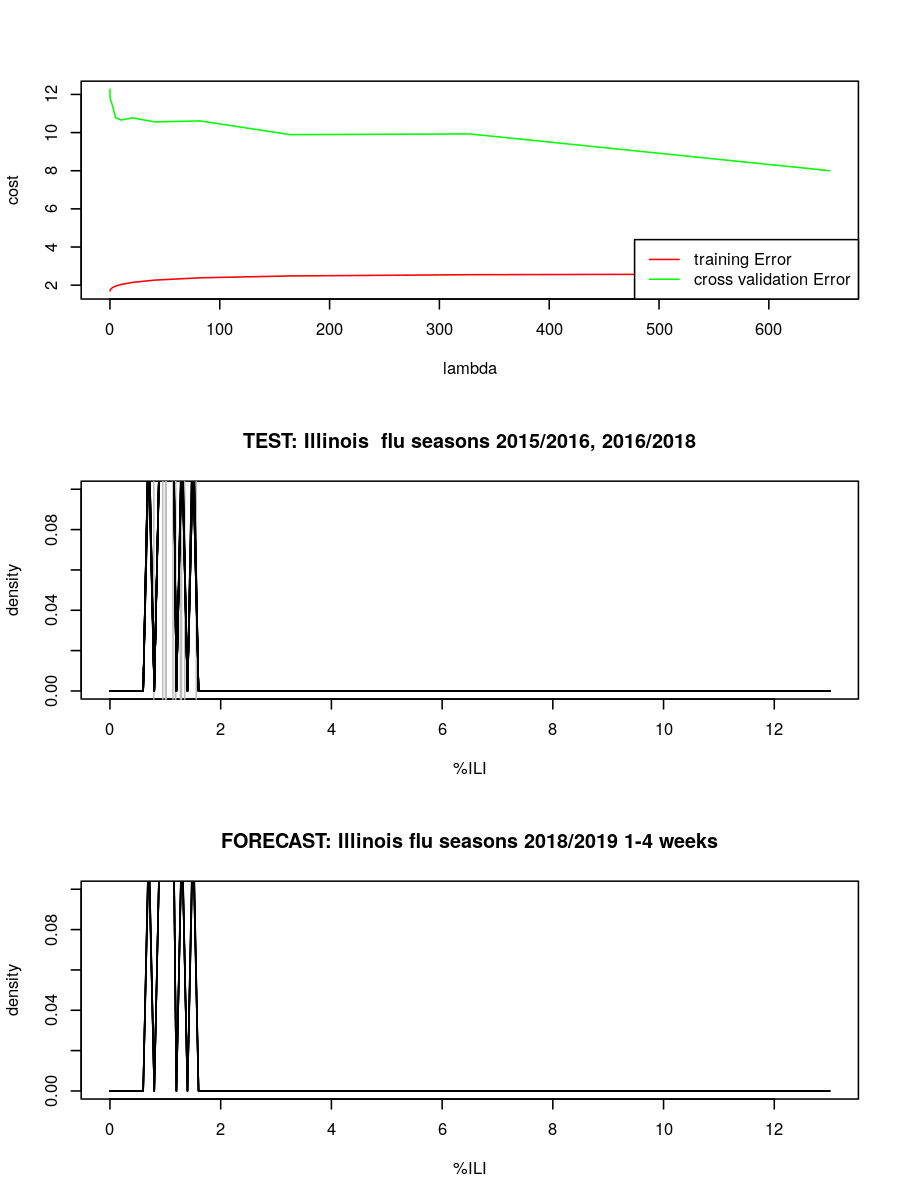 12
10
8
6
4
2
cost
training Error
cross validation Error
0 100 200 300 400 500 600
lambda
TEST: Illinois  flu seasons 2015/2016, 2016/2018
0.08
0.04
0.00
density
0 2 4 6 8 10 12
%ILI
FORECAST: Illinois flu seasons 2018/2019 1-4 weeks
0.08
0.04
0.00
density
0 2 4 6 8 10 12
%ILI